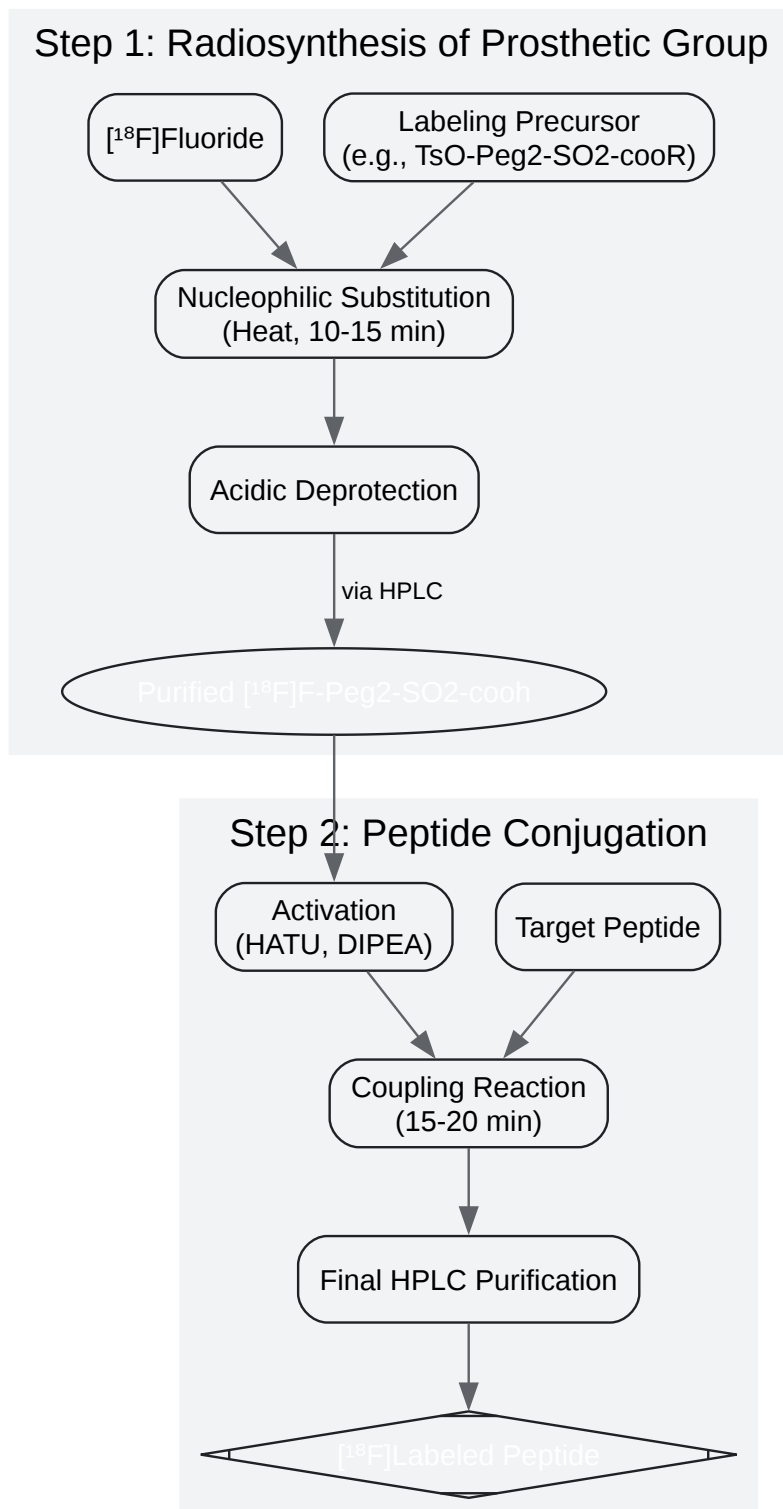 Step 1: Radiosynthesis of Prosthetic Group
[¹⁸F]Fluoride
Labeling Precursor
(e.g., TsO-Peg2-SO2-cooR)
Nucleophilic Substitution
(Heat, 10-15 min)
Acidic Deprotection
via HPLC
Purified [¹⁸F]F-Peg2-SO2-cooh
Step 2: Peptide Conjugation
Activation
(HATU, DIPEA)
Target Peptide
Coupling Reaction
(15-20 min)
Final HPLC Purification
[¹⁸F]Labeled Peptide